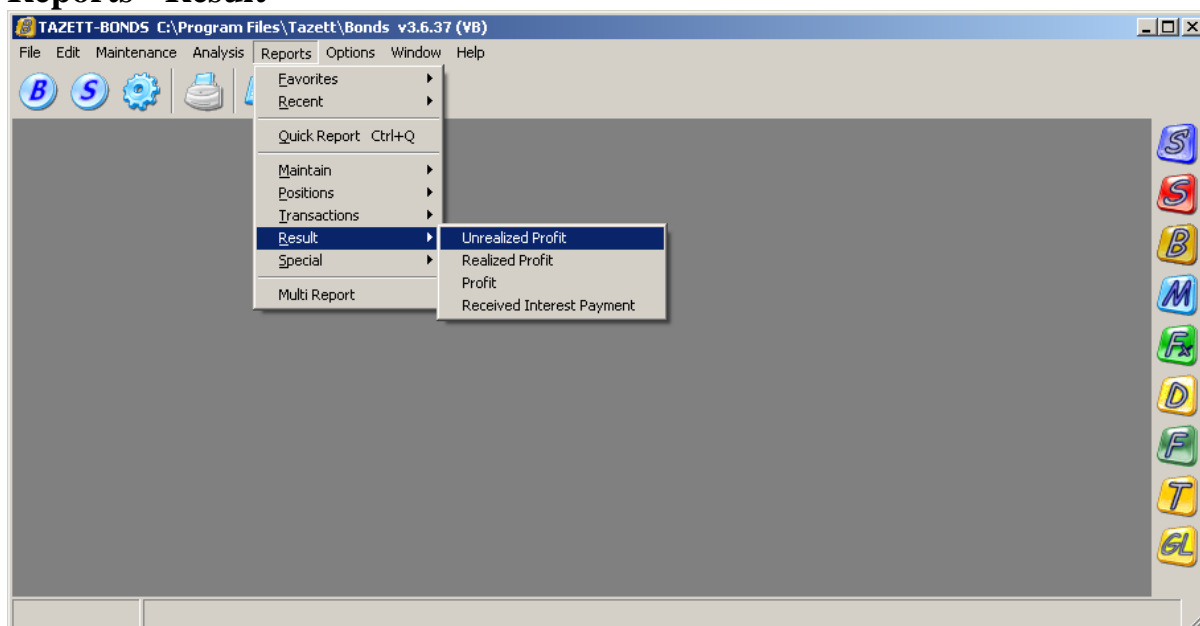 Reports - Result
TAZETT-BONDS C:\Program Files\Tazett\Bonds v3.6.37 (VB)
File Edit Maintenance Analysis Reports Options Window Help
B S
Favorites
Recent
Quick Report Ctrl+Q
Maintain
Positions
Transactions
Result
Special
Multi Report
Unrealized Profit
Realized Profit
Profit
Received Interest Payment
S
S
B
M
Fx
D
F
T
GL